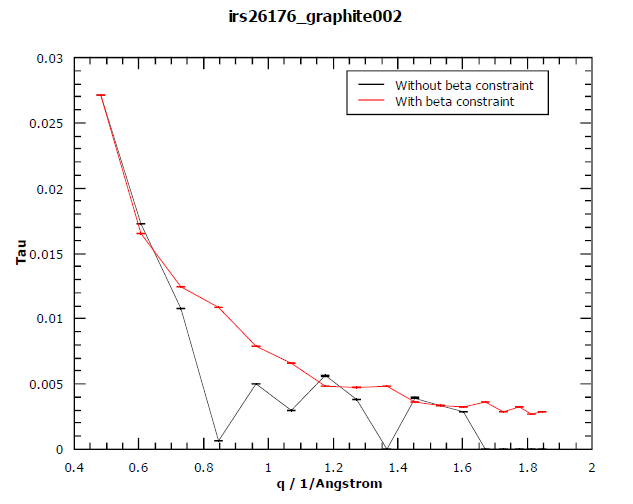 irs26176_graphite002
0.03
Without beta constraint
With beta constraint
0.025
0.02
0.015
Tau
0.01
0.005
0
0.4 0.6 0.8 1 1.2 1.4 1.6 1.8 2
q / 1/Angstrom